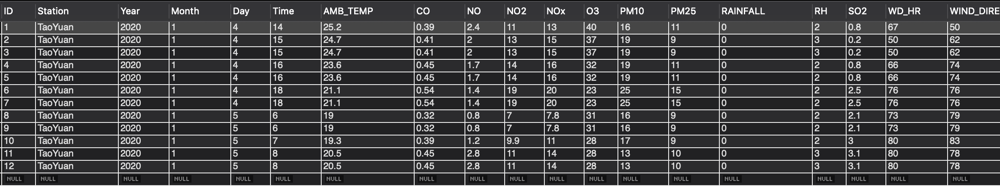 ID Station Year Month Day Time AMB_TEMP CO NO NO2 NOx O3 PM10 PM25 RAINFALL RH SO2 WD_HR WIND_DIRE
1 TaoYuan 2020 1 4 14 25.2 0.39 2.4 11 13 40 16 11 0 2 0.8 67 50
2 TaoYuan 2020 1 4 15 24.7 0.41 2 13 15 37 19 9 0 3 0.2 50 62
3 TaoYuan 2020 1 4 15 24.7 0.41 2 13 15 37 19 9 0 3 0.2 50 62
4 TaoYuan 2020 1 4 16 23.6 0.45 1.7 14 16 32 19 11 0 2 0.8 66 74
5 TaoYuan 2020 1 4 16 23.6 0.45 1.7 14 16 32 19 11 0 2 0.8 66 74
6 TaoYuan 2020 1 4 18 21.1 0.54 1.4 19 20 23 25 15 0 2 2.5 76 76
7 TaoYuan 2020 1 4 18 21.1 0.54 1.4 19 20 23 25 15 0 2 2.5 76 76
8 TaoYuan 2020 1 5 6 19 0.32 0.8 7 7.8 31 16 9 0 2 2.1 73 79
9 TaoYuan 2020 1 5 6 19 0.32 0.8 7 7.8 31 16 9 0 2 2.1 73 79
10 TaoYuan 2020 1 5 7 19.3 0.39 1.2 9.9 11 28 17 9 0 2 3 80 83
11 TaoYuan 2020 1 5 8 20.5 0.45 2.8 11 14 28 13 10 0 3 3.1 80 78
12 TaoYuan 2020 1 5 8 20.5 0.45 2.8 11 14 28 13 10 0 3 3.1 80 78
NULL NULL NULL NULL NULL NULL NULL NULL NULL NULL NULL NULL NULL NULL NULL NULL NULL NULL NULL